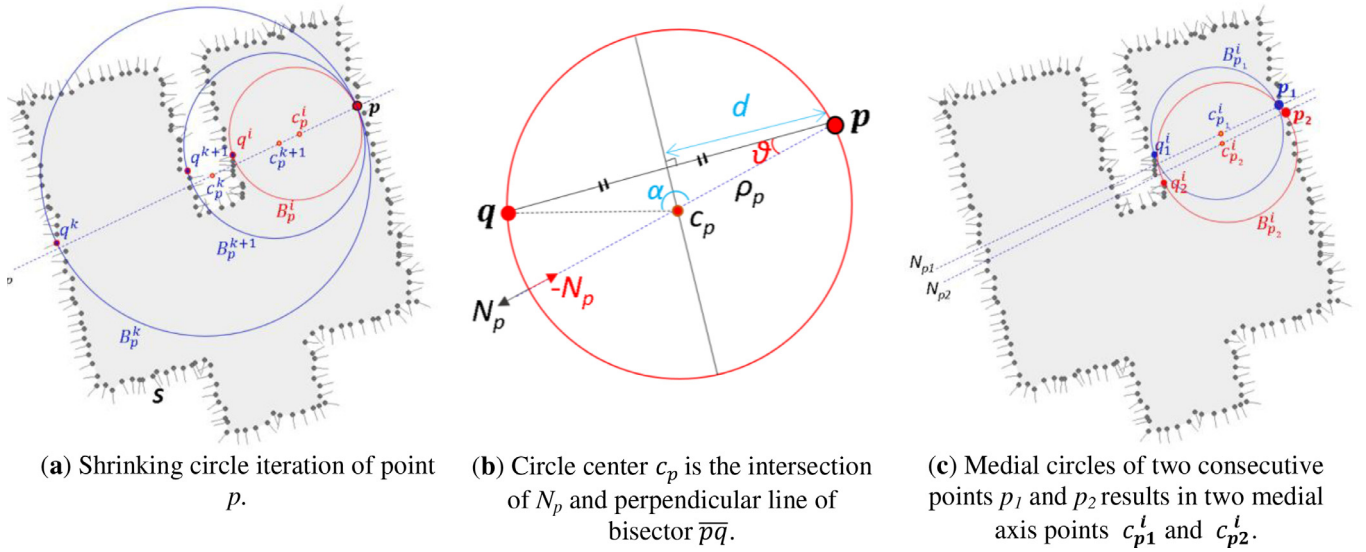 p
c_p^i
q^i
q^{k+1}
c_p^{k+1}
c_p^k
B_p^i
q^k
B_p^{k+1}
p
B_p^k
S
(a) Shrinking circle iteration of point
p.
d
p
ϑ
α
ρ_p
q
c_p
-N_p
N_p
(b) Circle center c_p is the intersection
of N_p and perpendicular line of
bisector \overline{pq}.
B_{p_1}^i
p_1
p_2
c_{p_1}^i
q_1^i
c_{p_2}^i
q_2^i
B_{p_2}^i
N_{p1}
N_{p2}
(c) Medial circles of two consecutive
points p_1 and p_2 results in two medial
axis points c_{p1}^i and c_{p2}^i.